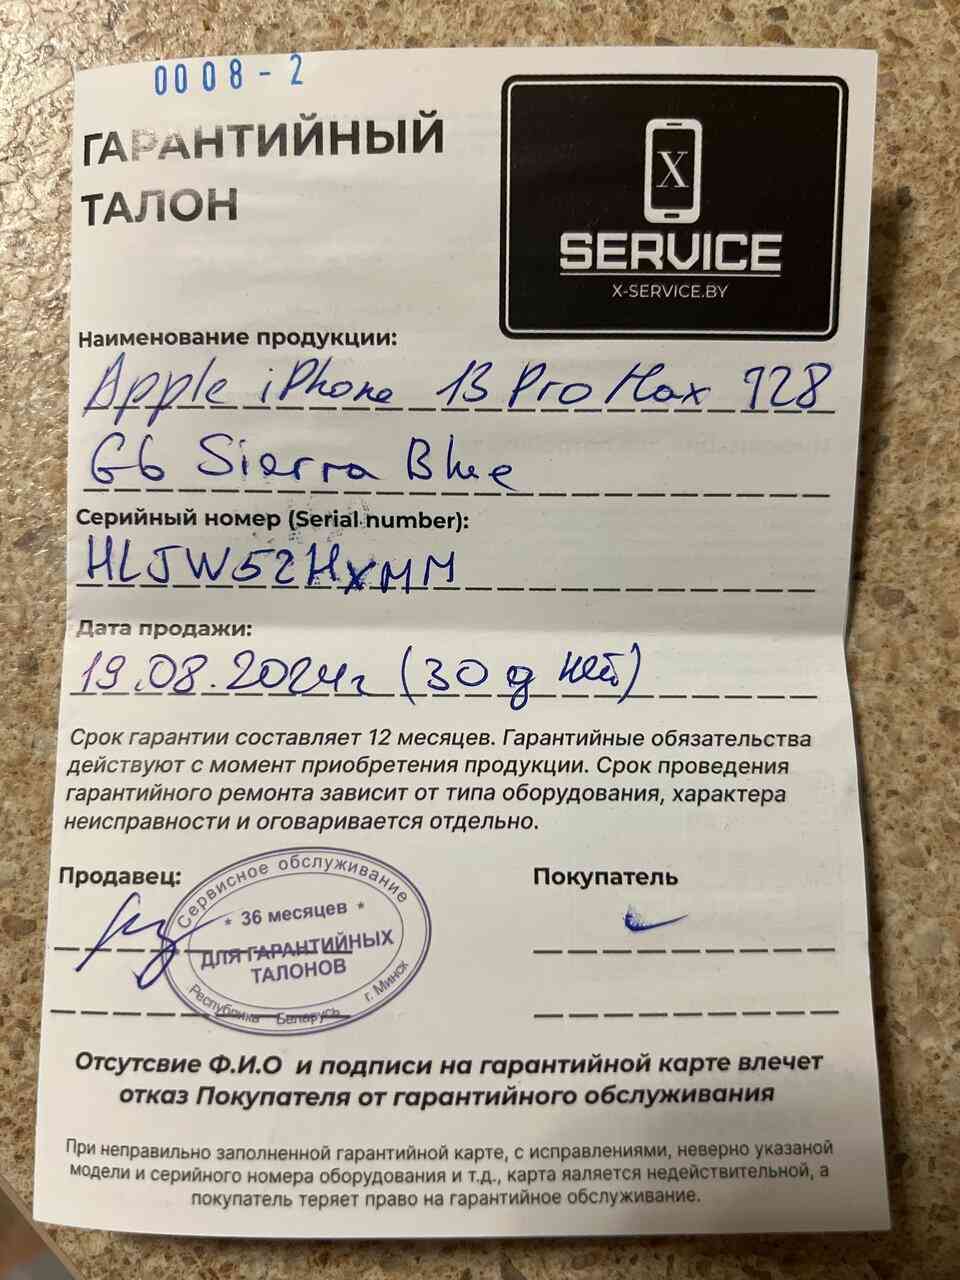 0008-2
ГАРАНТИЙНЫЙ
ТАЛОН
X
SERVICE
X-SERVICE.BY
Наименование продукции:
Apple iPhone 13 Pro Max 128
Gb Sierra Blue
Серийный номер (Serial number):
HLJW52HXMM
Дата продажи:
19.08.2024г (30 дней)
Срок гарантии составляет 12 месяцев. Гарантийные обязательства
действуют с момент приобретения продукции. Срок проведения
гарантийного ремонта зависит от типа оборудования, характера
неисправности и оговаривается отдельно.
Продавец:
Покупатель
Сервисное обслуживание
* 36 месяцев *
ДЛЯ ГАРАНТИЙНЫХ
ТАЛОНОВ
Республика Беларусь г. Минск
Отсутсвие Ф.И.О и подписи на гарантийной карте влечет
отказ Покупателя от гарантийного обслуживания
При неправильно заполненной гарантийной карте, с исправлениями, неверно указаной
модели и серийного номера оборудования и т.д., карта яаляется недействительной, а
покупатель теряет право на гарантийное обслуживание.